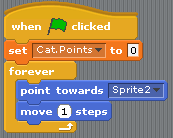 when clicked
set Cat.Points to 0
forever
point towards Sprite2
move 1 steps